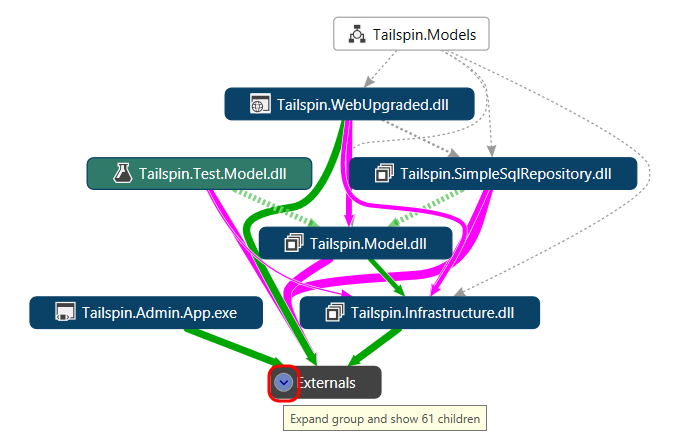 Tailspin.Models
Tailspin.WebUpgraded.dll
Tailspin.Test.Model.dll
Tailspin.SimpleSqlRepository.dll
Tailspin.Model.dll
Tailspin.Admin.App.exe
Tailspin.Infrastructure.dll
Externals
Expand group and show 61 children